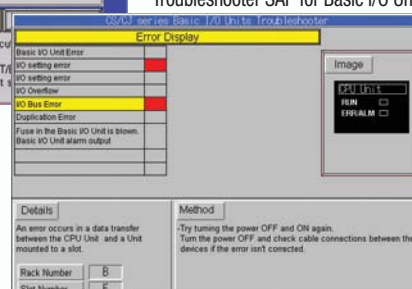 Troubleshooter SAP for Basic I/O Uni
CS/CJ series Basic I/O Units Troubleshooter
Error Display
Basic I/O Unit Error
I/O setting error
I/O setting error
I/O Overflow
I/O Bus Error
Duplication Error
Fuse in the Basic I/O Unit is blown.
Basic I/O Unit alarm output
Image
CPU Unit
RUN
ERR/ALM
Details
An error occurs in a data transfer
between the CPU Unit and a Unit
mounted to a slot.
Rack Number B
Slot Number F
Method
-Try turning the power OFF and ON again.
Turn the power OFF and check cable connections between the
devices if the error isn't corrected.